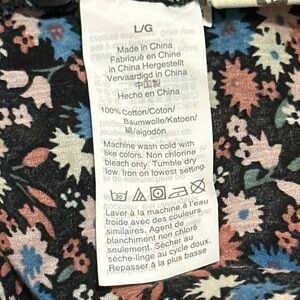 L/G
Made in China
Fabriqué en Chine
in China Hergestellt
Vervaardigd in China
中国製
Hecho en China
100% Cotton/Coton/
Baumwolle/Katoen/
綿/algodón
Machine wash cold with
like colors. Non chlorine
bleach only. Tumble dry
low. Iron on lowest setting.
Laver à la machine à l'eau
froide avec des couleurs
similaires. Agent de
blanchiment non chloré
seulement. Sécher au
sèche-linge au cycle doux.
Repasser à la plus basse